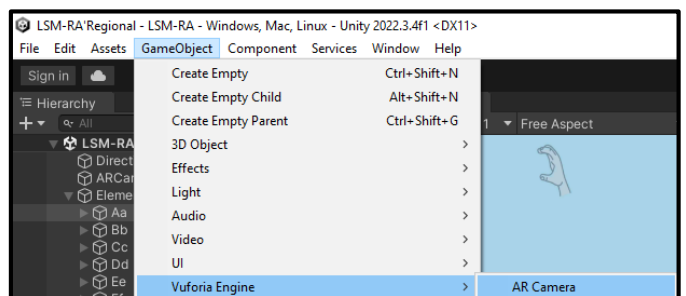 LSM-RA'Regional - LSM-RA - Windows, Mac, Linux - Unity 2022.3.4f1 <DX11>
File Edit Assets GameObject Component Services Window Help
Sign in
Create Empty Ctrl+Shift+N
Hierarchy
Create Empty Child Alt+Shift+N
All
Create Empty Parent Ctrl+Shift+G
1 Free Aspect
LSM-RA
3D Object
Direct
Effects
ARCar
Light
Eleme
Aa
Audio
Bb
Video
Cc
UI
Dd
Ee
Vuforia Engine AR Camera